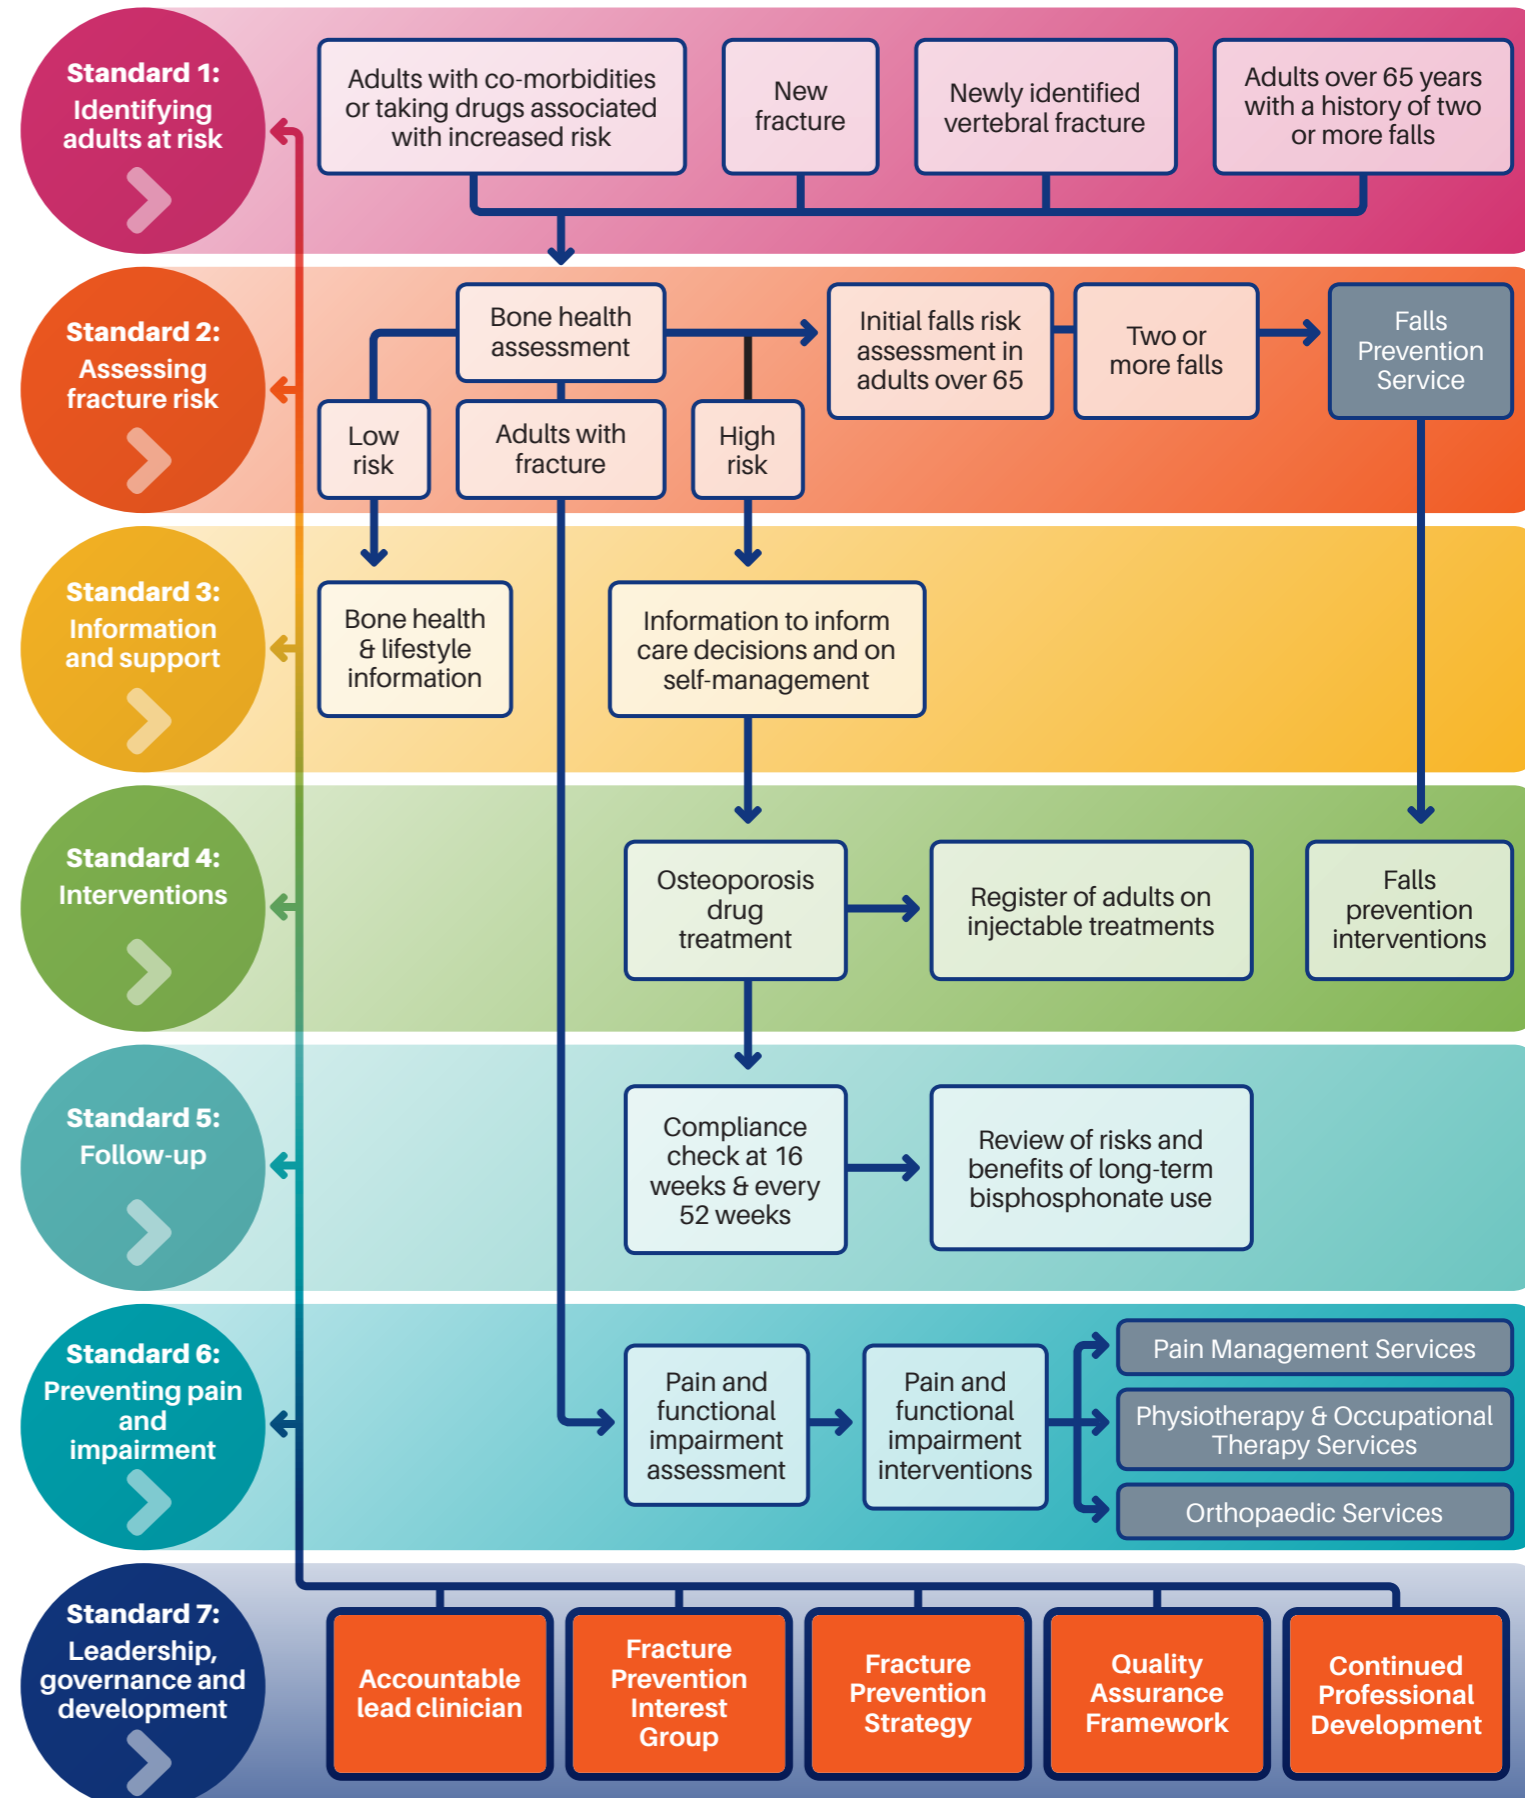 Standard 1:
Identifying
adults at risk
Adults with co-morbidities
or taking drugs associated
with increased risk
New
fracture
Newly identified
vertebral fracture
Adults over 65 years
with a history of two
or more falls
Standard 2:
Assessing
fracture risk
Bone health
assessment
Initial falls risk
assessment in
adults over 65
Two or
more falls
Falls
Prevention
Service
Low
risk
Adults with
fracture
High
risk
Standard 3:
Information
and support
Bone health
& lifestyle
information
Information to inform
care decisions and on
self-management
Standard 4:
Interventions
Osteoporosis
drug
treatment
Register of adults on
injectable treatments
Falls
prevention
interventions
Standard 5:
Follow-up
Compliance
check at 16
weeks & every
52 weeks
Review of risks and
benefits of long-term
bisphosphonate use
Standard 6:
Preventing pain
and
impairment
Pain and
functional
impairment
assessment
Pain and
functional
impairment
interventions
Pain Management Services
Physiotherapy & Occupational
Therapy Services
Orthopaedic Services
Standard 7:
Leadership,
governance and
development
Accountable
lead clinician
Fracture
Prevention
Interest
Group
Fracture
Prevention
Strategy
Quality
Assurance
Framework
Continued
Professional
Development